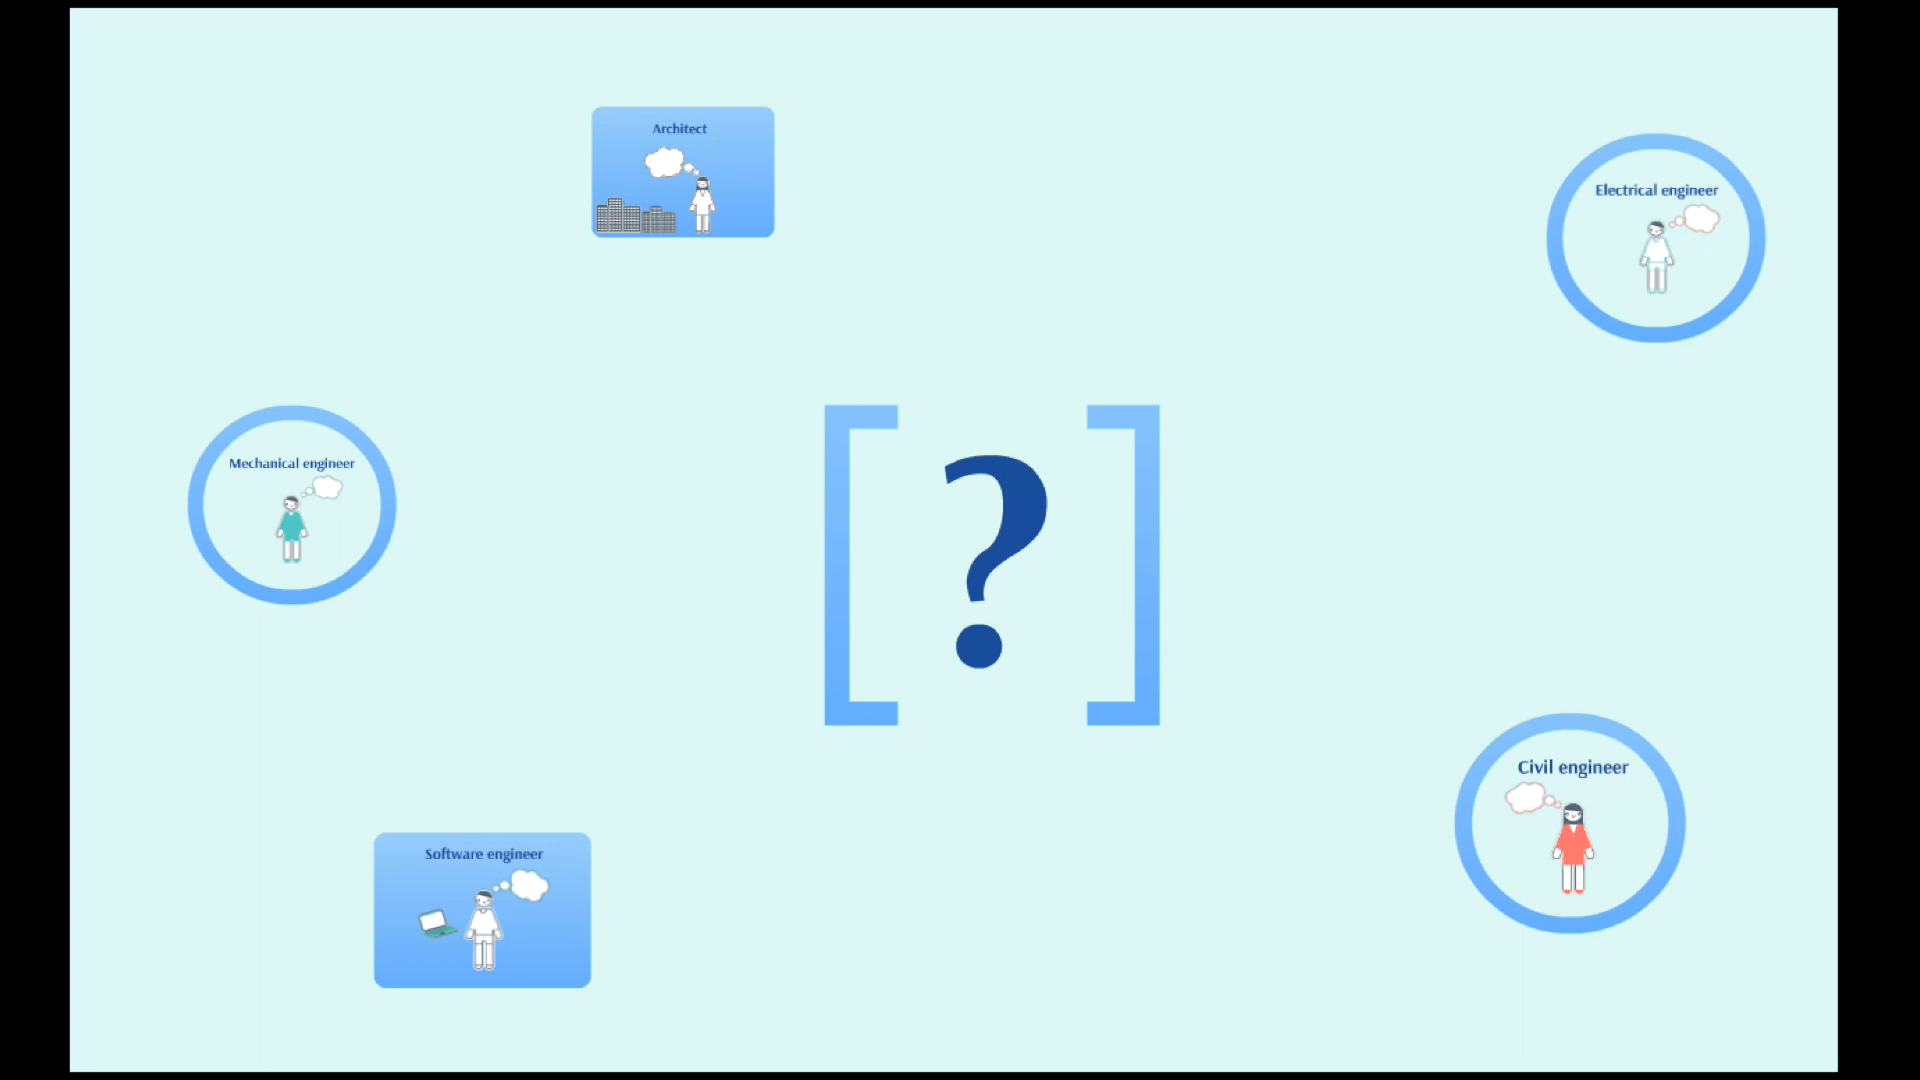 Architect
Electrical engineer
Mechanical engineer
[ ? ]
Civil engineer
Software engineer